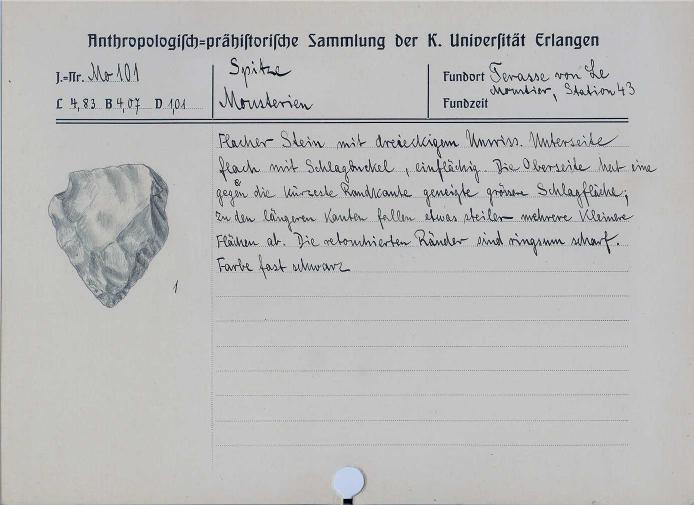 Anthropologisch=prähistorische Sammlung der K. Universität Erlangen
J.=Nr. Mo 101
L 4,83 B 4,07 D 1,01
Spitze
Mousterien
Fundort Terasse von Le
Moustier, Station 43
Fundzeit
Flacher Stein mit dreieckigem Umriss. Unterseite
flach mit Schlagbuckel, einflächig. Die Oberseite hat eine
gegen die kürzeste Randkante geneigte grössere Schlagfläche;
zu den längeren Kanten fallen etwas steiler mehrere kleinere
Flächen ab. Die retouchierten Ränder sind ringsum scharf.
Farbe fast schwarz
1